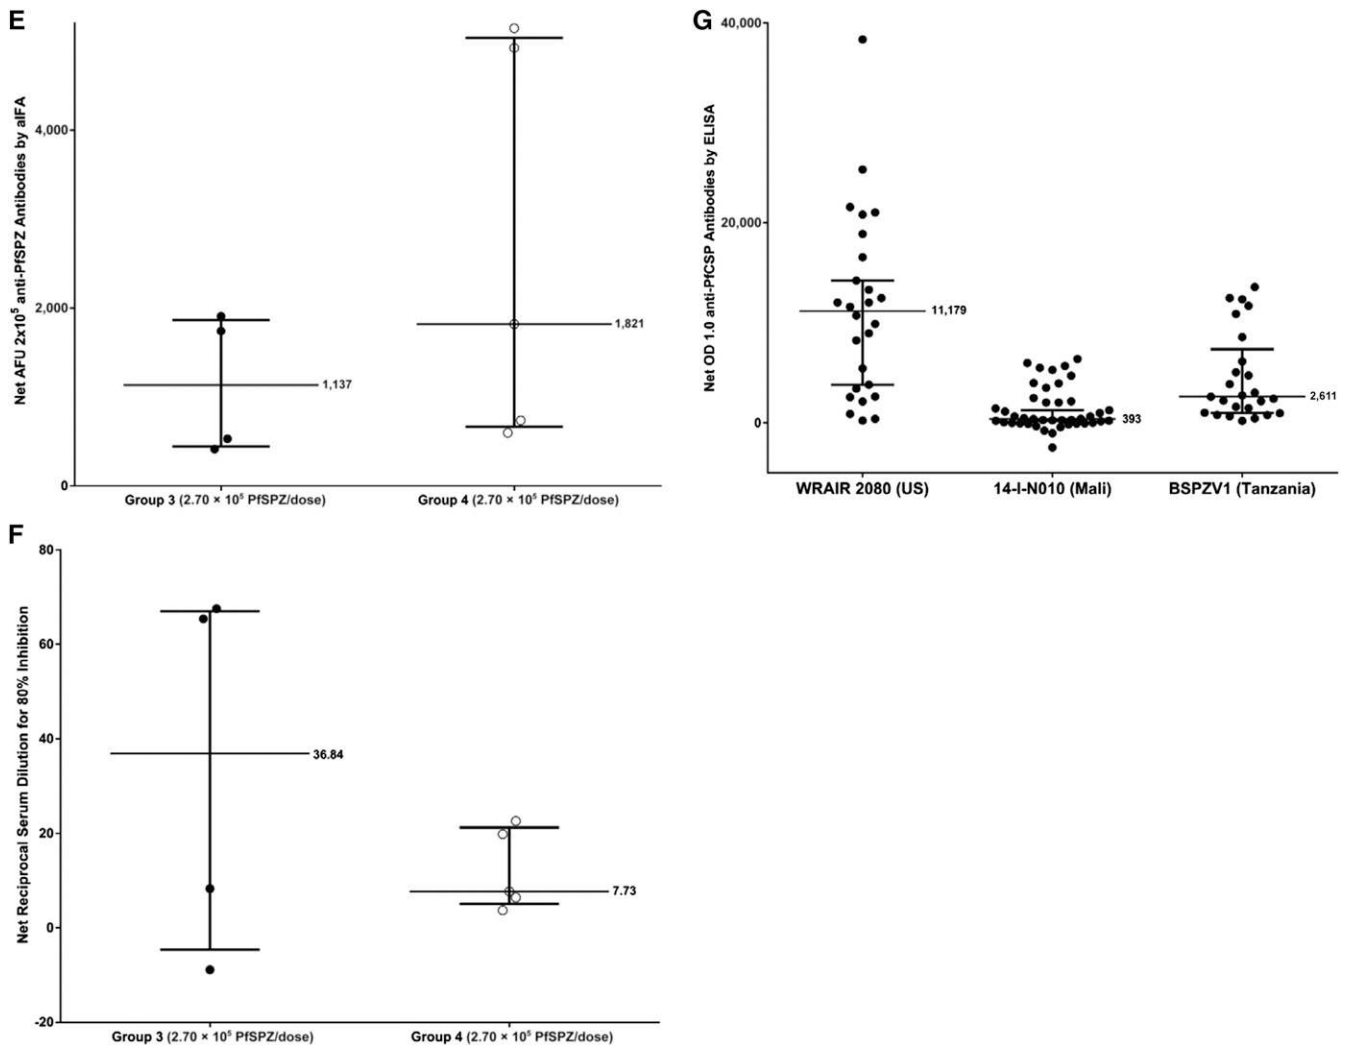 E
Net AFU 2x10⁵ anti-PfSPZ Antibodies by aIFA
4,000
2,000
0
1,137
1,821
Group 3 (2.70 × 10⁵ PfSPZ/dose)
Group 4 (2.70 × 10⁵ PfSPZ/dose)
G
Net OD 1.0 anti-PfCSP Antibodies by ELISA
40,000
20,000
0
11,179
393
2,611
WRAIR 2080 (US)
14-I-N010 (Mali)
BSPZV1 (Tanzania)
F
Net Reciprocal Serum Dilution for 80% Inhibition
80
60
40
20
0
-20
36.84
7.73
Group 3 (2.70 × 10⁵ PfSPZ/dose)
Group 4 (2.70 × 10⁵ PfSPZ/dose)